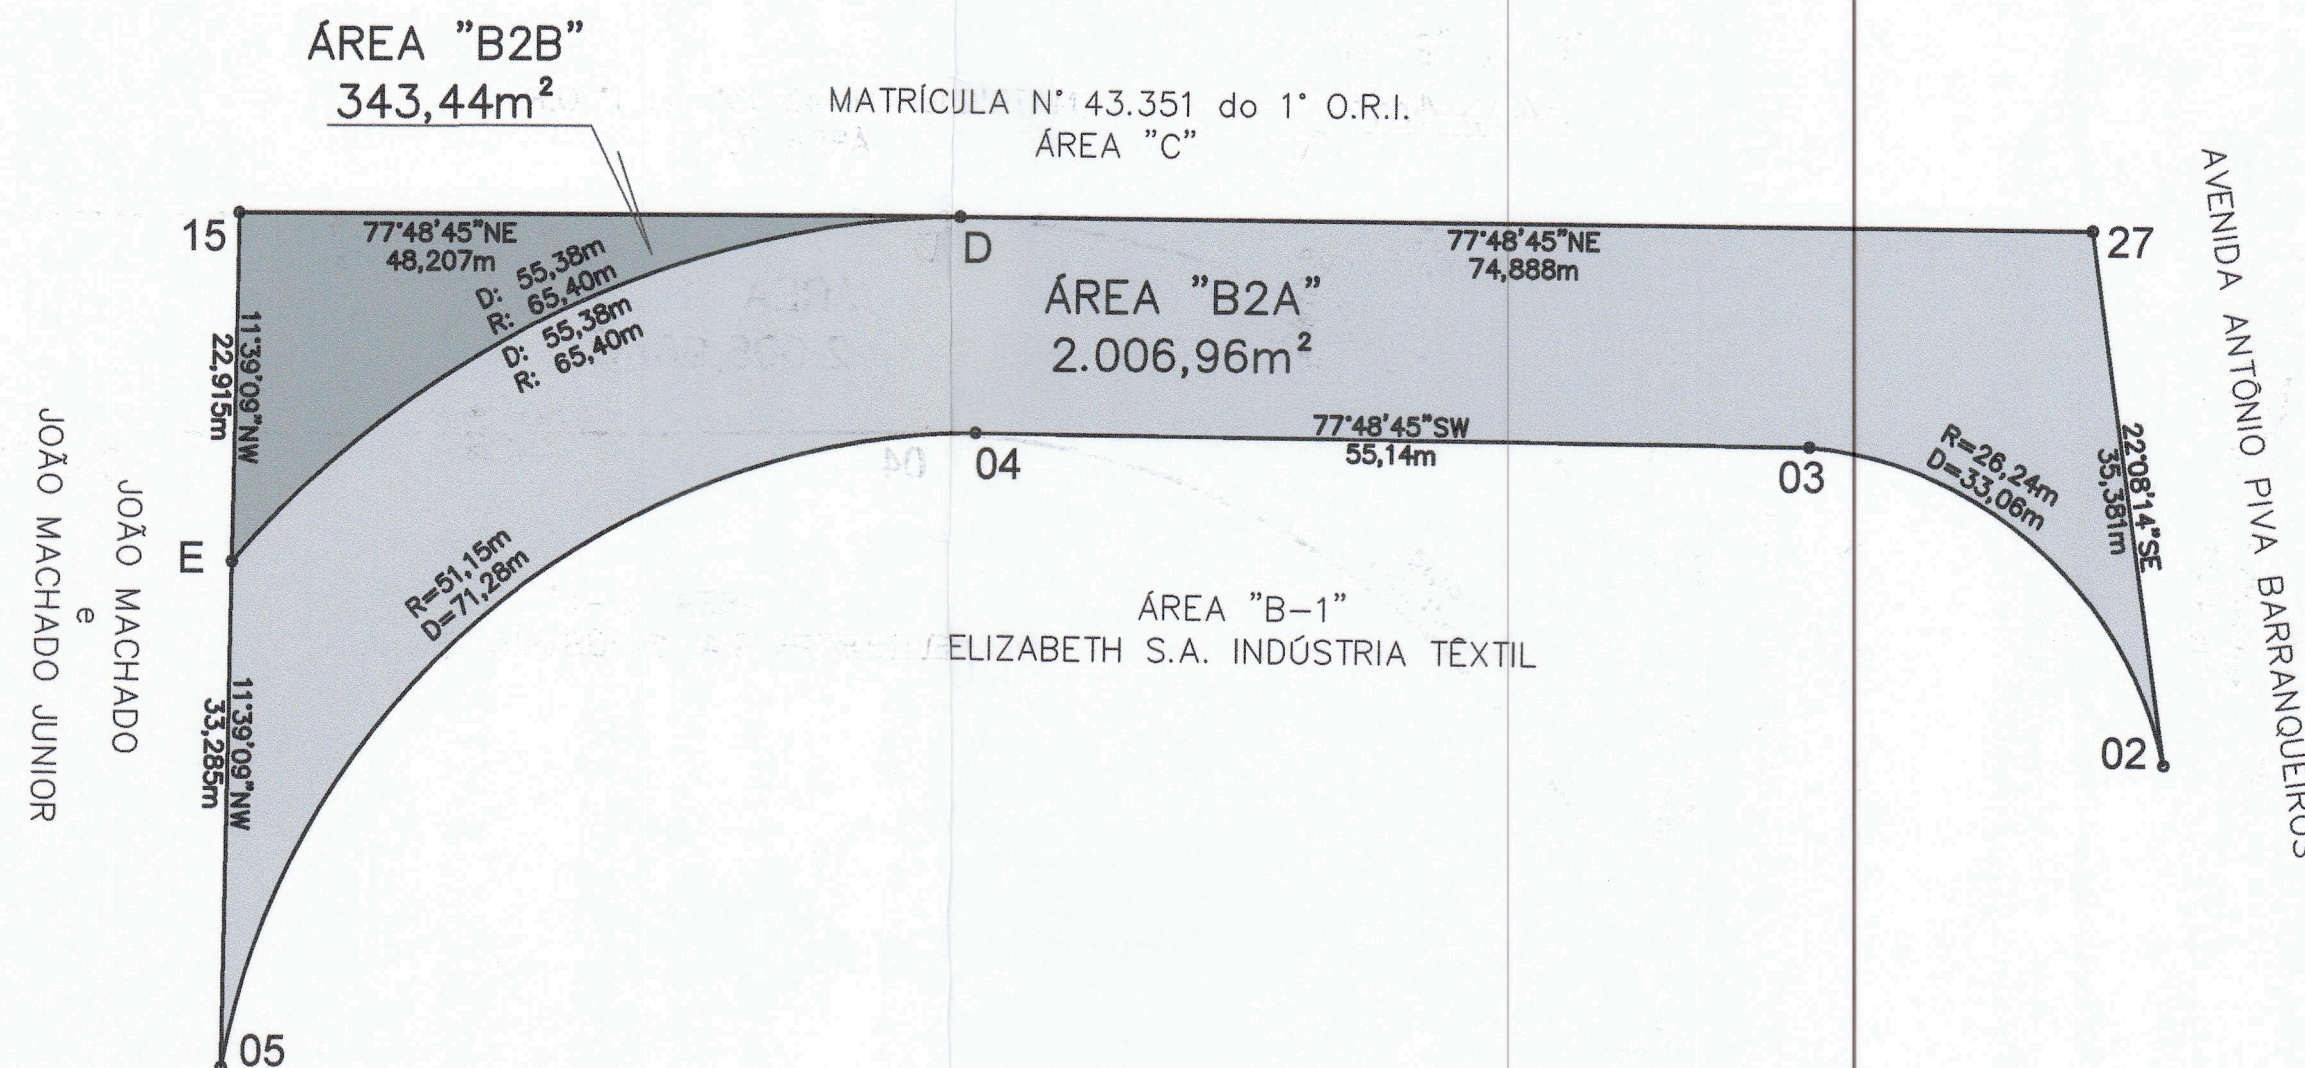 ÁREA "B2B"
343,44m²
MATRÍCULA N° 43.351 do 1° O.R.I.
ÁREA "C"
15
77°48'45"NE
48,207m
D
77°48'45"NE
74,888m
27
D: 55,38m
R: 65,40m
D: 55,38m
R: 65,40m
ÁREA "B2A"
2.006,96m²
11°39'09"NW
22,915m
77°48'45"SW
55,14m
04
03
R=26,24m
D=33,06m
22°08'14"SE
35,381m
AVENIDA ANTÔNIO PIVA BARRANQUEIROS
E
R=51,15m
D=71,28m
ÁREA "B-1"
ELIZABETH S.A. INDÚSTRIA TÊXTIL
JOÃO MACHADO
e
JOÃO MACHADO JUNIOR
11°39'09"NW
33,285m
02
05